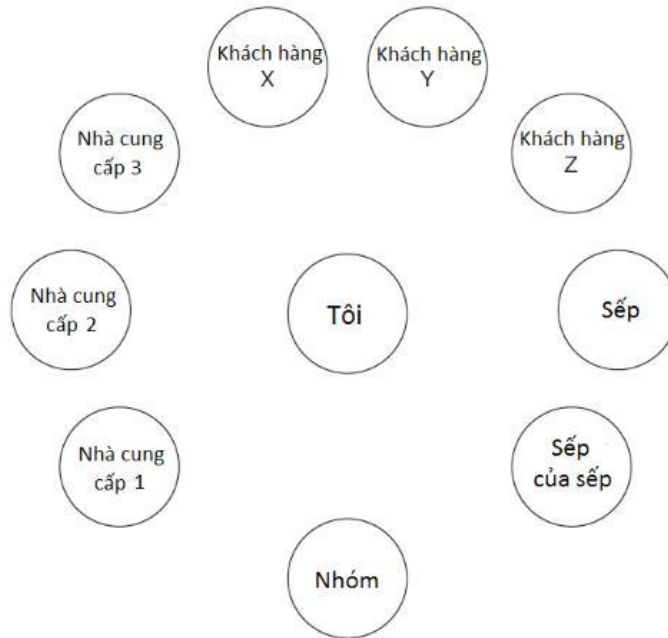 Khách hàng
X
Khách hàng
Y
Nhà cung
cấp 3
Khách hàng
Z
Nhà cung
cấp 2
Tôi
Sếp
Nhà cung
cấp 1
Sếp
của sếp
Nhóm